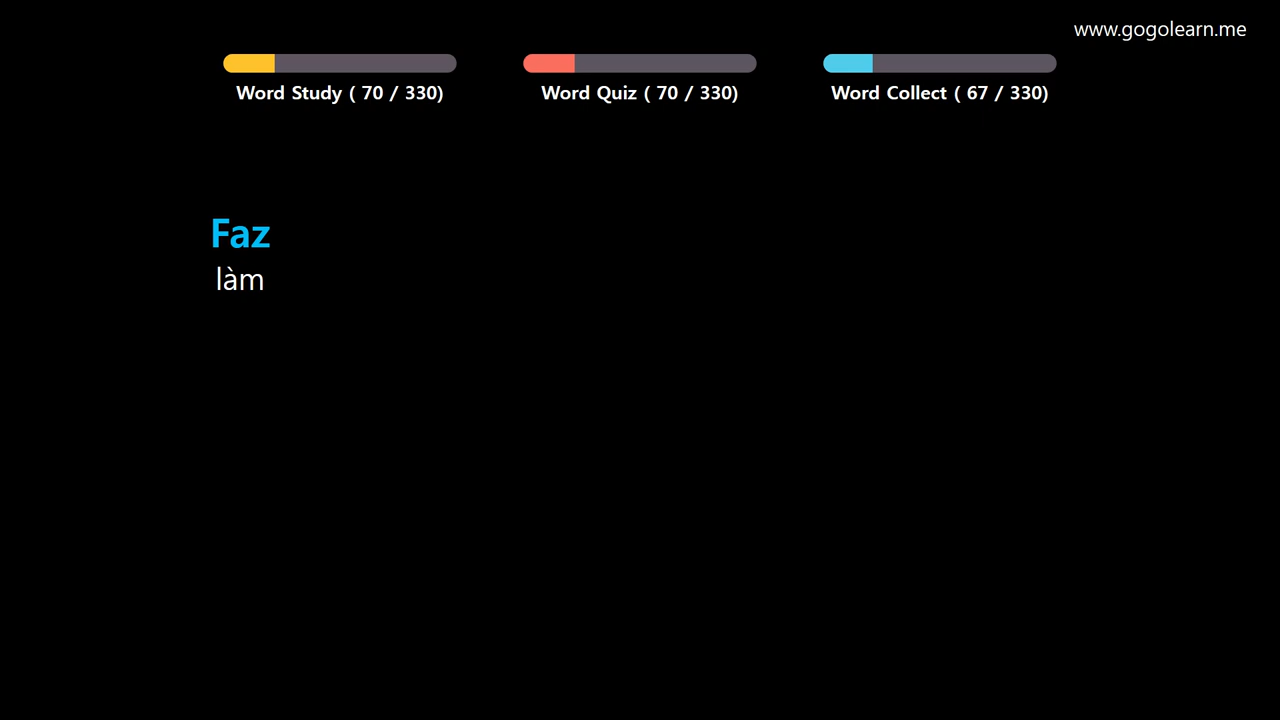 www.gogolearn.me
Word Study ( 70 / 330)
Word Quiz ( 70 / 330)
Word Collect ( 67 / 330)
Faz
làm